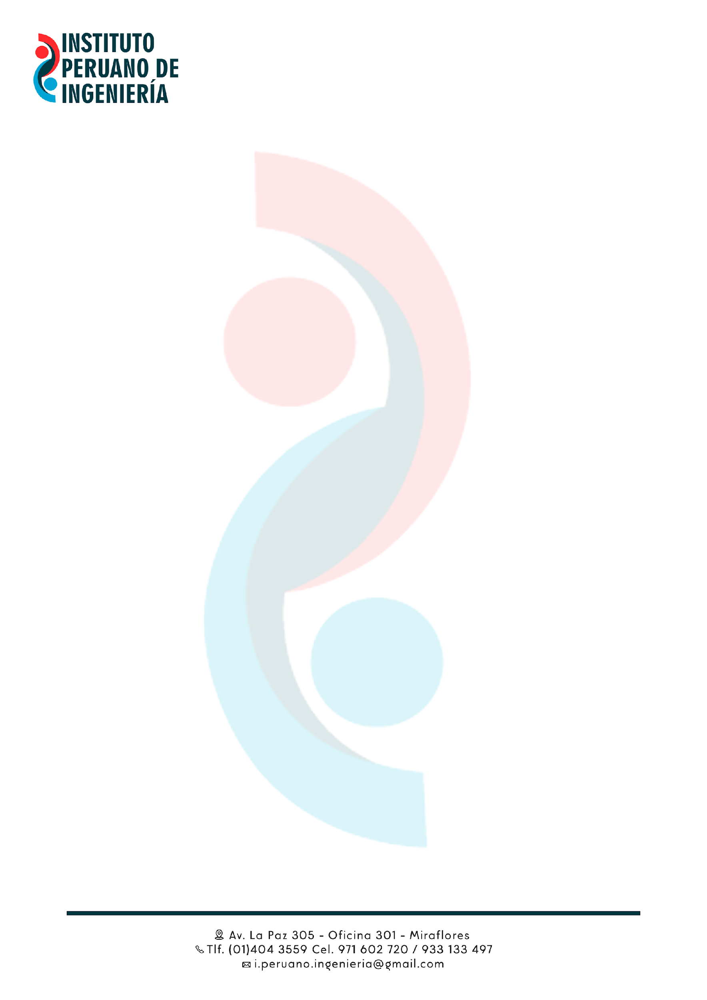 INSTITUTO
PERUANO DE
INGENIERÍA
Av. La Paz 305 - Oficina 301 - Miraflores
Tlf. (01)404 3559 Cel. 971 602 720 / 933 133 497
i.peruano.ingenieria@gmail.com